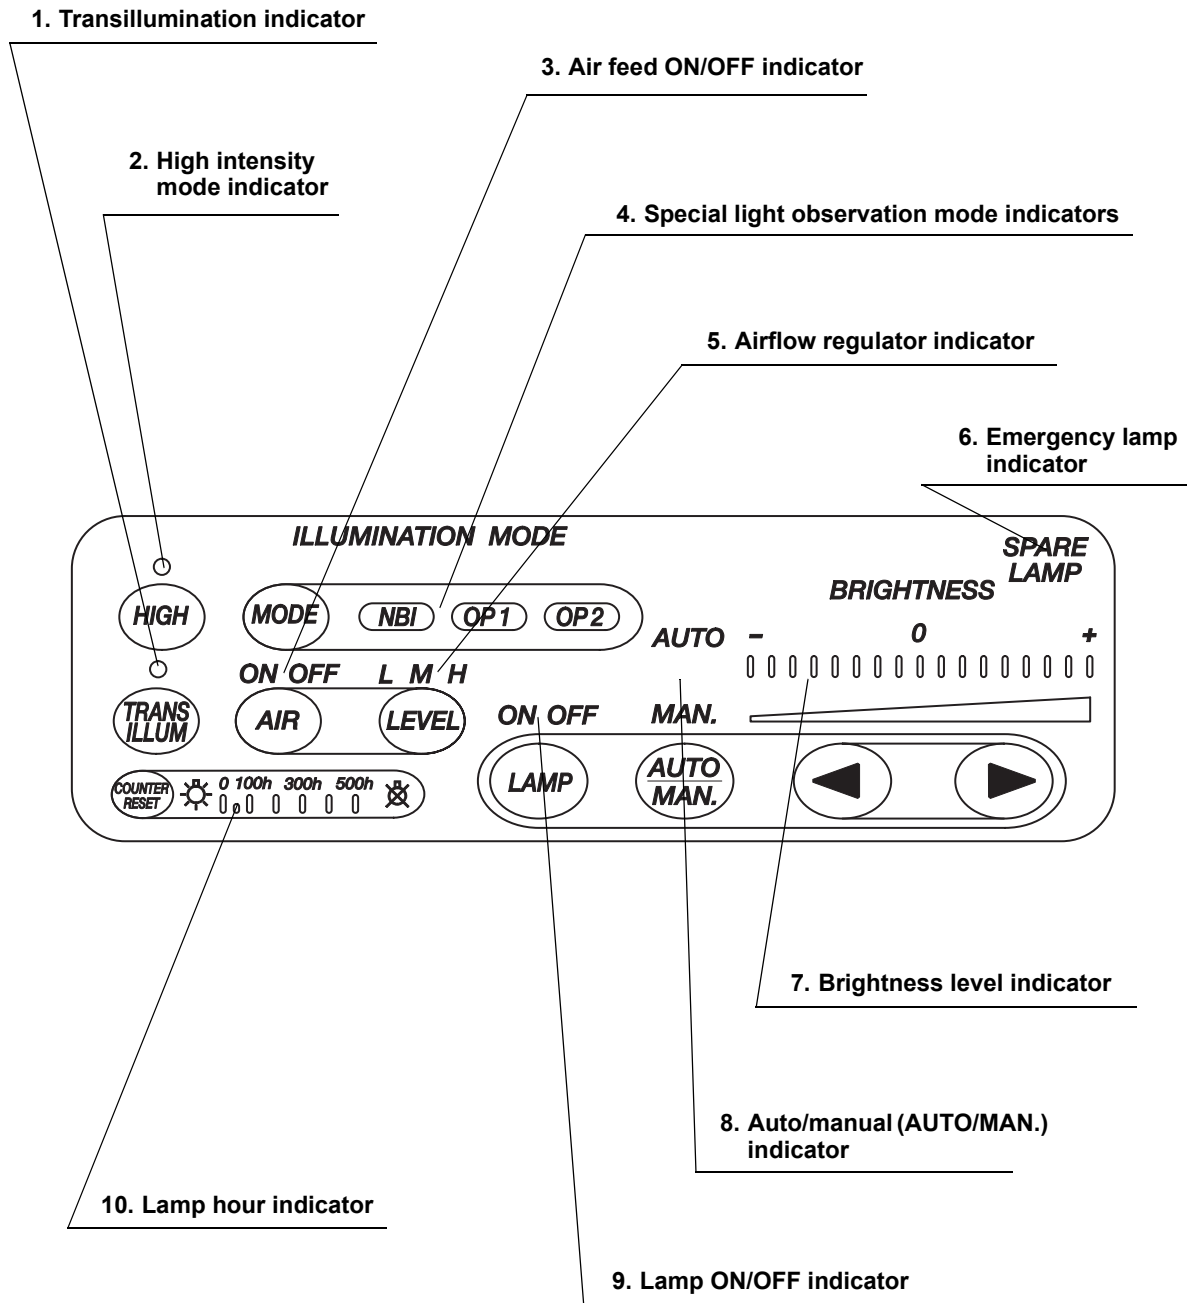 1. Transillumination indicator
3. Air feed ON/OFF indicator
2. High intensity
mode indicator
4. Special light observation mode indicators
5. Airflow regulator indicator
6. Emergency lamp
indicator
ILLUMINATION MODE
SPARE
LAMP
BRIGHTNESS
HIGH
MODE
NBI
OP1
OP2
AUTO
- 0 +
ON OFF
L M H
TRANS
ILLUM
AIR
LEVEL
ON OFF
MAN.
COUNTER
RESET
0 100h 300h 500h
LAMP
AUTO
MAN.
7. Brightness level indicator
8. Auto/manual (AUTO/MAN.)
indicator
10. Lamp hour indicator
9. Lamp ON/OFF indicator